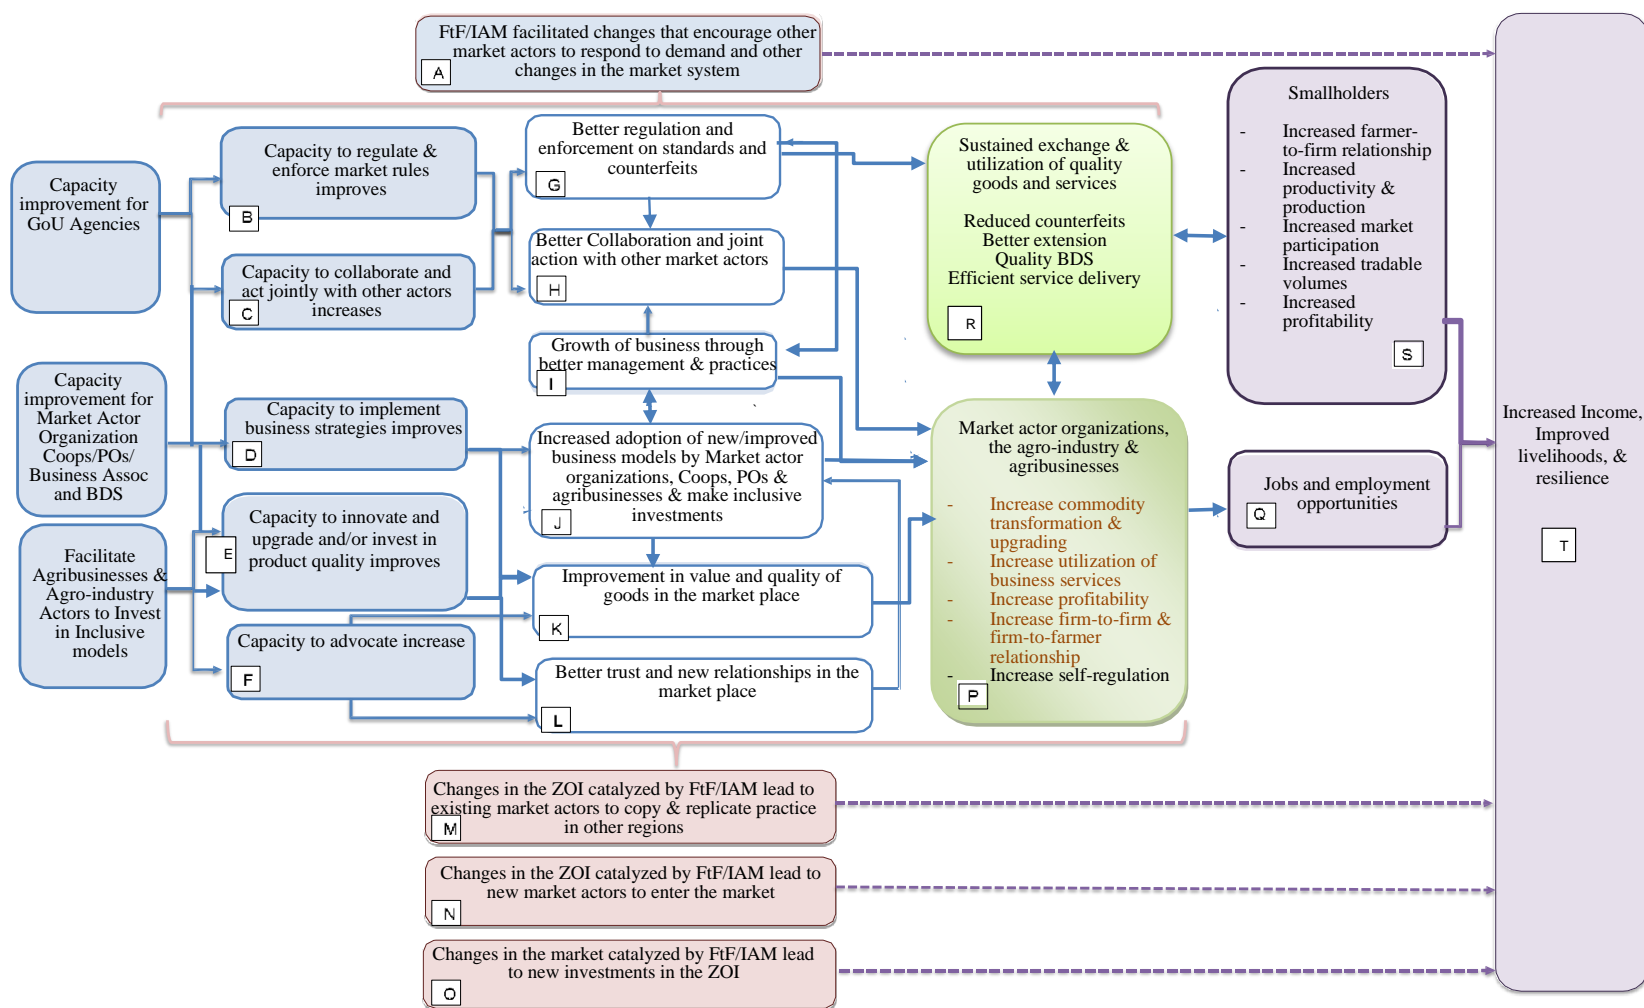 FtF/IAM facilitated changes that encourage other
market actors to respond to demand and other
changes in the market system
A
Capacity
improvement for
GoU Agencies
Capacity
improvement for
Market Actor
Organization
Coops/POs/
Business Assoc
and BDS
Facilitate
Agribusinesses &
Agro-industry
Actors to Invest
in Inclusive
models
Capacity to regulate &
enforce market rules
improves
B
Capacity to collaborate and
act jointly with other actors
increases
C
Capacity to implement
business strategies improves
D
Capacity to innovate and
upgrade and/or invest in
product quality improves
E
Capacity to advocate increase
F
Better regulation and
enforcement on standards and
counterfeits
G
Better Collaboration and joint
action with other market actors
H
Growth of business through
better management & practices
I
Increased adoption of new/improved
business models by Market actor
organizations, Coops, POs &
agribusinesses & make inclusive
investments
J
Improvement in value and quality of
goods in the market place
K
Better trust and new relationships in the
market place
L
Sustained exchange &
utilization of quality
goods and services
Reduced counterfeits
Better extension
Quality BDS
Efficient service delivery
R
Market actor organizations,
the agro-industry &
agribusinesses
- Increase commodity
transformation &
upgrading
- Increase utilization of
business services
- Increase profitability
- Increase firm-to-firm &
firm-to-farmer
relationship
- Increase self-regulation
P
Smallholders
- Increased farmer-
to-firm relationship
- Increased
productivity &
production
- Increased market
participation
- Increased tradable
volumes
- Increased
profitability
S
Jobs and employment
opportunities
Q
Increased Income,
Improved
livelihoods, &
resilience
T
Changes in the ZOI catalyzed by FtF/IAM lead to
existing market actors to copy & replicate practice
in other regions
M
Changes in the ZOI catalyzed by FtF/IAM lead to
new market actors to enter the market
N
Changes in the market catalyzed by FtF/IAM lead
to new investments in the ZOI
O